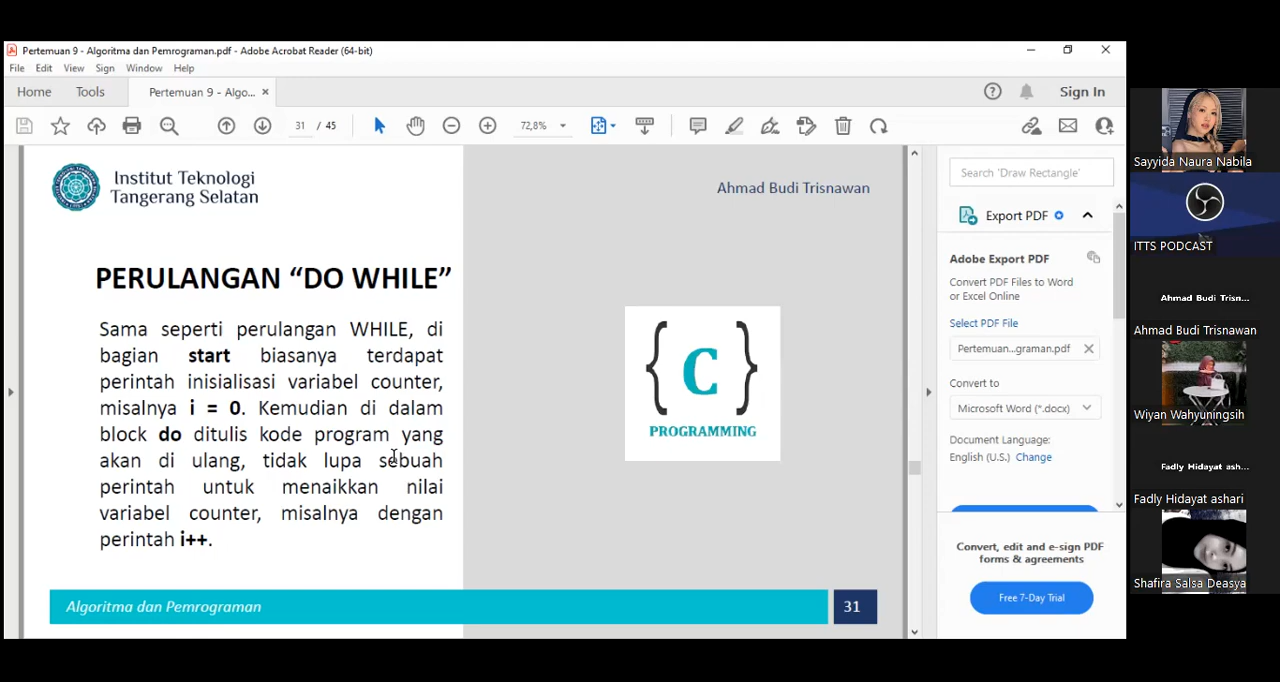 Pertemuan 9 - Algoritma dan Pemrograman.pdf - Adobe Acrobat Reader (64-bit)
File Edit View Sign Window Help
Home Tools Pertemuan 9 - Algo... × Sign In
31 / 45 72,8%
Institut Teknologi
Tangerang Selatan
Ahmad Budi Trisnawan
PERULANGAN “DO WHILE”
Sama seperti perulangan WHILE, di
bagian start biasanya terdapat
perintah inisialisasi variabel counter,
misalnya i = 0. Kemudian di dalam
block do ditulis kode program yang
akan di ulang, tidak lupa sebuah
perintah untuk menaikkan nilai
variabel counter, misalnya dengan
perintah i++.
{ C }
PROGRAMMING
Algoritma dan Pemrograman
31
Search 'Draw Rectangle'
Export PDF
Adobe Export PDF
Convert PDF Files to Word
or Excel Online
Select PDF File
Pertemuan...graman.pdf
Convert to
Microsoft Word (*.docx)
Document Language:
English (U.S.) Change
Convert, edit and e-sign PDF
forms & agreements
Free 7-Day Trial
Sayyida Naura Nabila
ITTS PODCAST
Ahmad Budi Trisn...
Ahmad Budi Trisnawan
Wiyan Wahyuningsih
Fadly Hidayat ash...
Fadly Hidayat ashari
Shafira Salsa Deasya